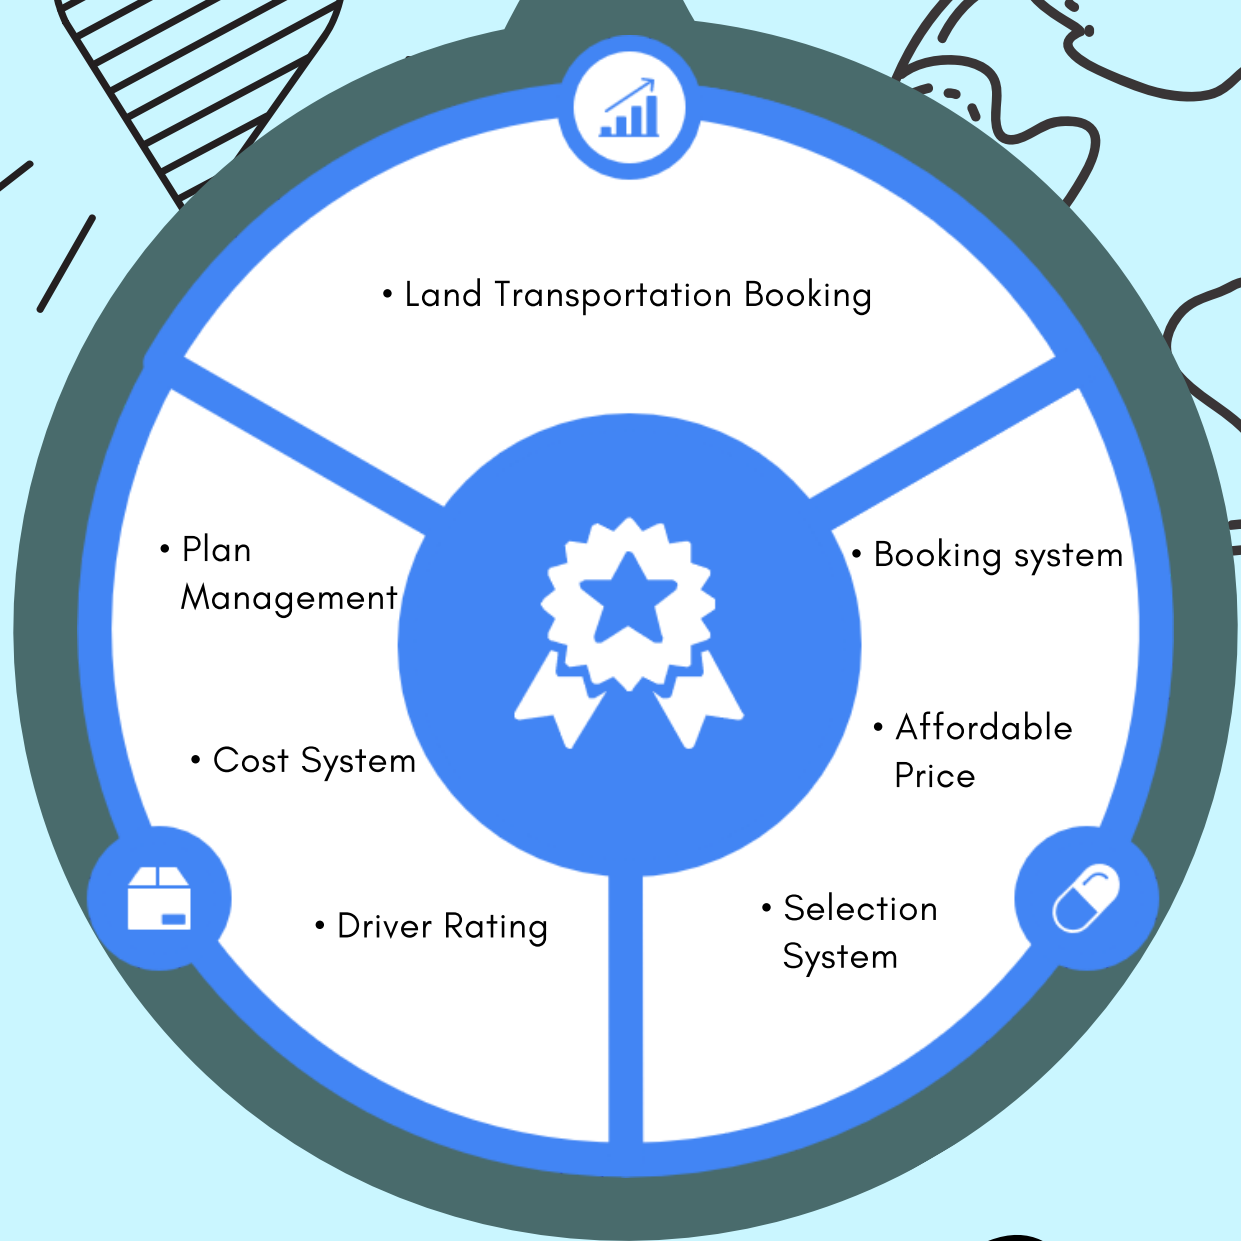 • Land Transportation Booking
• Plan
Management
• Cost System
• Driver Rating
• Booking system
• Affordable
Price
• Selection
System